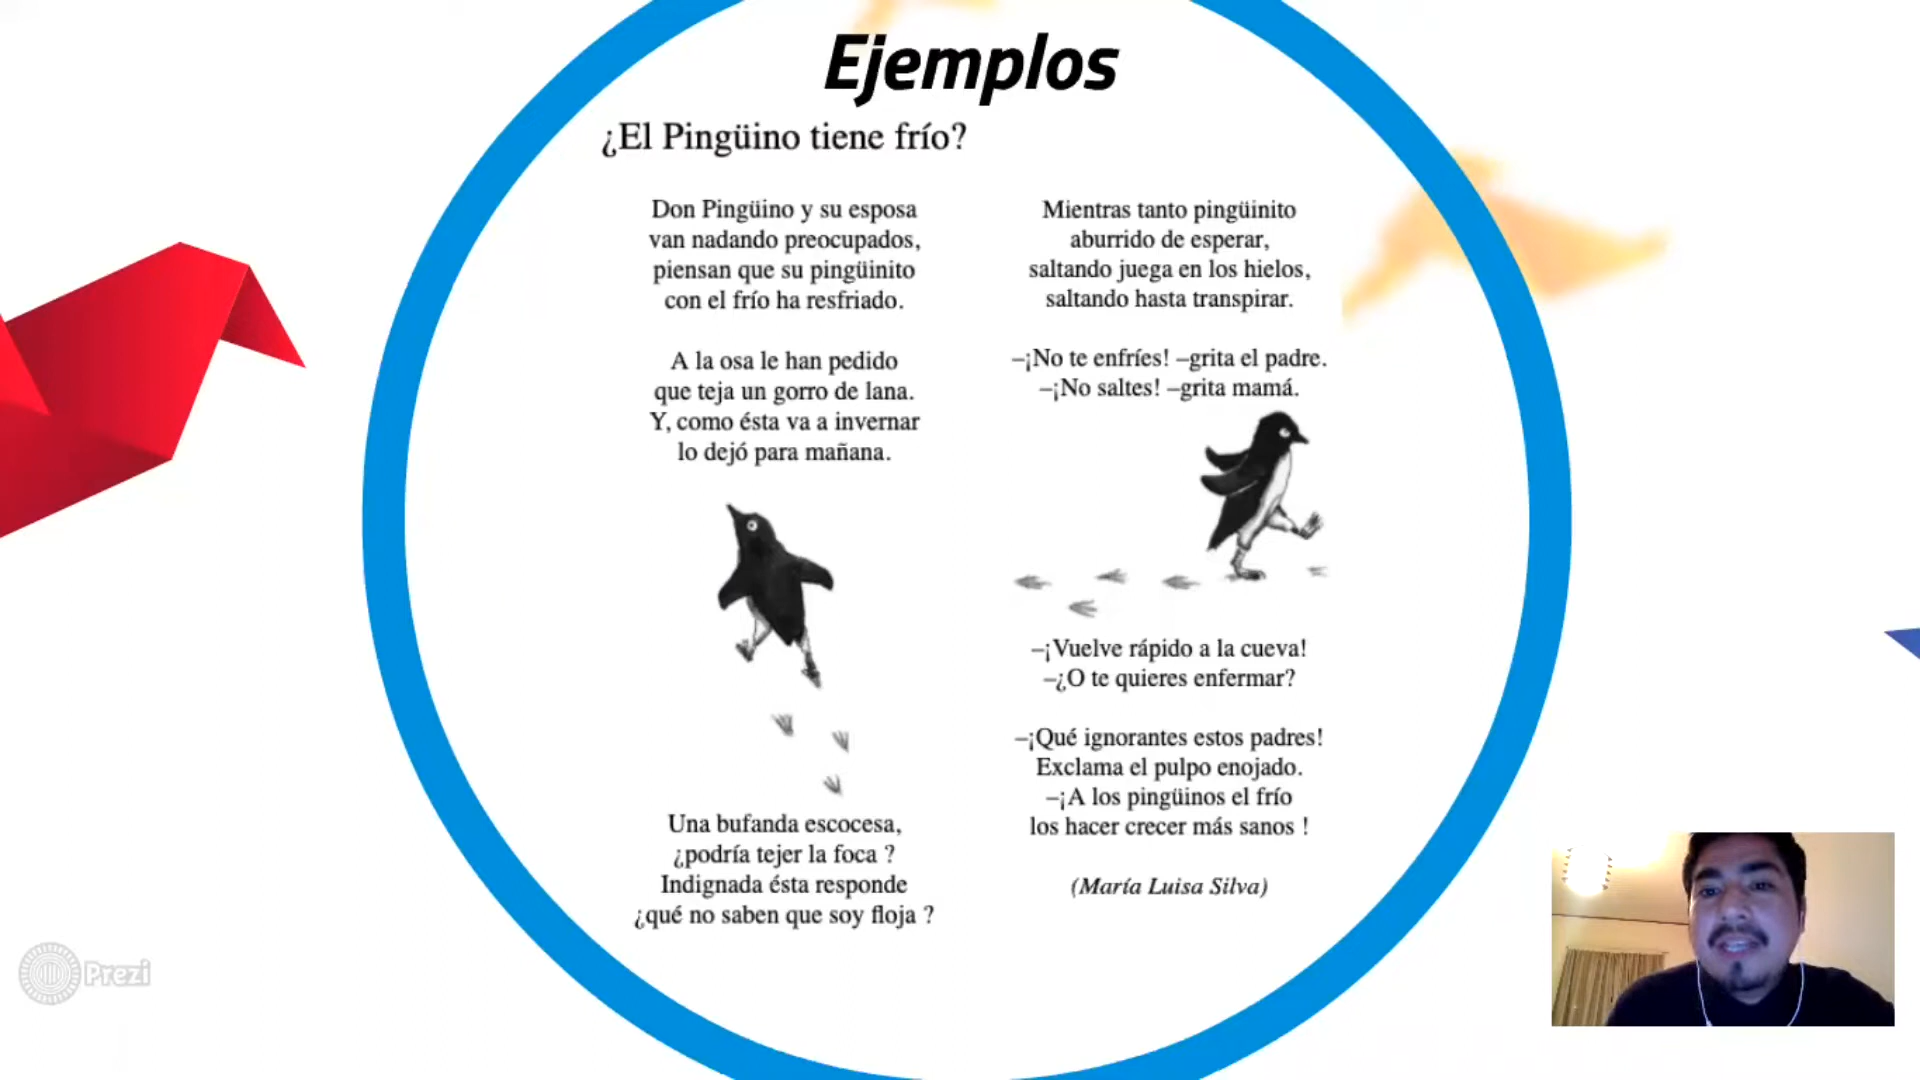 Ejemplos
¿El Pingüino tiene frío?
Don Pingüino y su esposa
van nadando preocupados,
piensan que su pingüinito
con el frío ha resfriado.
A la osa le han pedido
que teja un gorro de lana.
Y, como ésta va a invernar
lo dejó para mañana.
Una bufanda escocesa,
¿podría tejer la foca ?
Indignada ésta responde
¿qué no saben que soy floja ?
Mientras tanto pingüinito
aburrido de esperar,
saltando juega en los hielos,
saltando hasta transpirar.
–¡No te enfríes! –grita el padre.
–¡No saltes! –grita mamá.
–¡Vuelve rápido a la cueva!
–¿O te quieres enfermar?
–¡Qué ignorantes estos padres!
Exclama el pulpo enojado.
–¡A los pingüinos el frío
los hacer crecer más sanos !
(María Luisa Silva)
Prezi